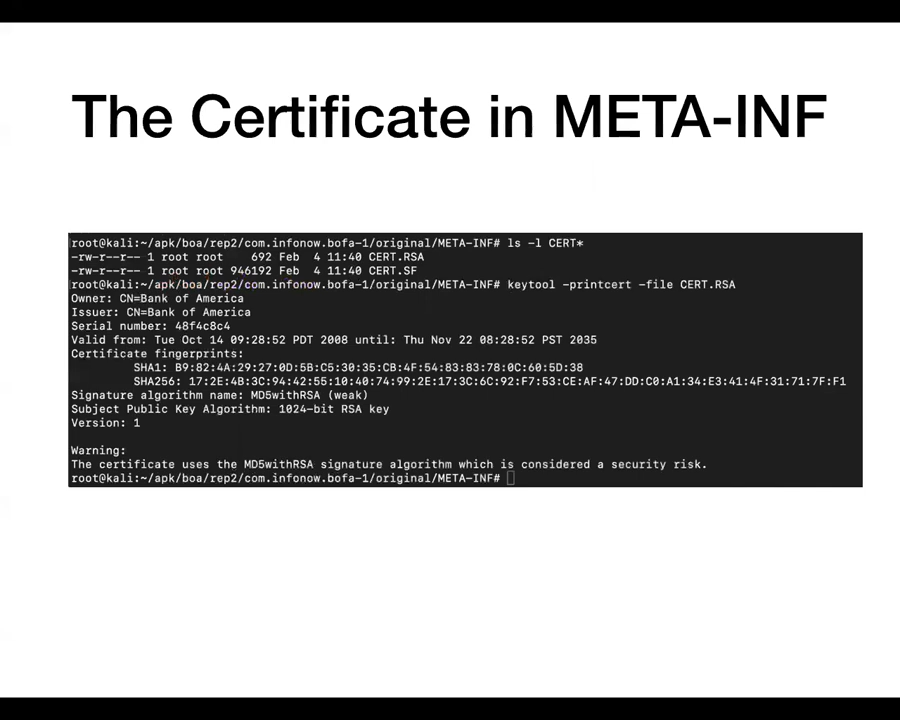 The Certificate in META-INF
root@kali:~/apk/boa/rep2/com.infonow.bofa-1/original/META-INF# ls -l CERT*
-rw-r--r-- 1 root root    692 Feb  4 11:40 CERT.RSA
-rw-r--r-- 1 root root 946192 Feb  4 11:40 CERT.SF
root@kali:~/apk/boa/rep2/com.infonow.bofa-1/original/META-INF# keytool -printcert -file CERT.RSA
Owner: CN=Bank of America
Issuer: CN=Bank of America
Serial number: 48f4c8c4
Valid from: Tue Oct 14 09:28:52 PDT 2008 until: Thu Nov 22 08:28:52 PST 2035
Certificate fingerprints:
         SHA1: B9:82:4A:29:27:0D:5B:C5:30:35:CB:4F:54:83:83:78:0C:60:5D:38
         SHA256: 17:2E:4B:3C:94:42:55:10:40:74:99:2E:17:3C:6C:92:F7:53:CE:AF:47:DD:C0:A1:34:E3:41:4F:31:71:7F:F1
Signature algorithm name: MD5withRSA (weak)
Subject Public Key Algorithm: 1024-bit RSA key
Version: 1
Warning:
The certificate uses the MD5withRSA signature algorithm which is considered a security risk.
root@kali:~/apk/boa/rep2/com.infonow.bofa-1/original/META-INF#